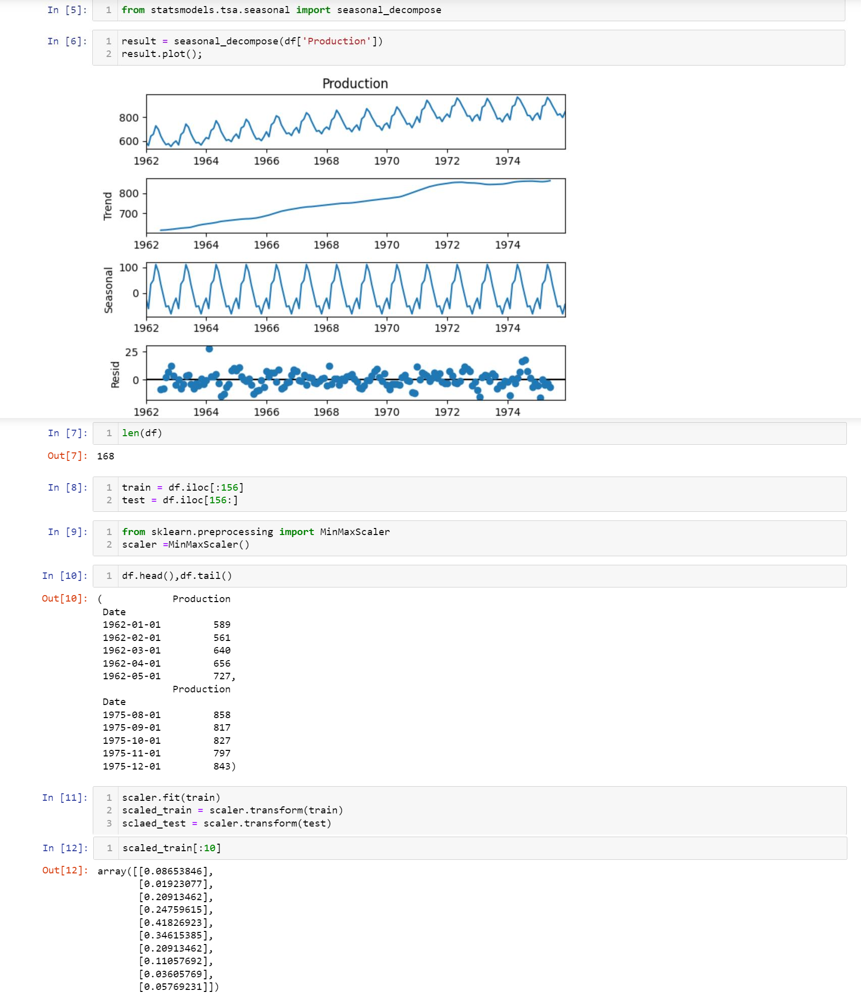 In [5]: 1 from statsmodels.tsa.seasonal import seasonal_decompose
In [6]: 1 result = seasonal_decompose(df['Production'])
2 result.plot();
Production
800
600
1962 1964 1966 1968 1970 1972 1974
Trend
800
700
1962 1964 1966 1968 1970 1972 1974
Seasonal
100
0
1962 1964 1966 1968 1970 1972 1974
Resid
25
0
1962 1964 1966 1968 1970 1972 1974
In [7]: 1 len(df)
Out[7]: 168
In [8]: 1 train = df.iloc[:156]
2 test = df.iloc[156:]
In [9]: 1 from sklearn.preprocessing import MinMaxScaler
2 scaler =MinMaxScaler()
In [10]: 1 df.head(),df.tail()
Out[10]: ( Production
Date
1962-01-01 589
1962-02-01 561
1962-03-01 640
1962-04-01 656
1962-05-01 727,
Production
Date
1975-08-01 858
1975-09-01 817
1975-10-01 827
1975-11-01 797
1975-12-01 843)
In [11]: 1 scaler.fit(train)
2 scaled_train = scaler.transform(train)
3 sclaed_test = scaler.transform(test)
In [12]: 1 scaled_train[:10]
Out[12]: array([[0.08653846],
[0.01923077],
[0.20913462],
[0.24759615],
[0.41826923],
[0.34615385],
[0.20913462],
[0.11057692],
[0.03605769],
[0.05769231]])